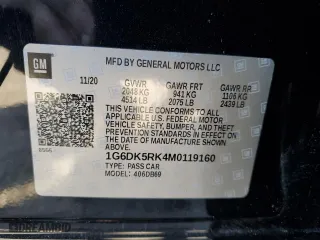 GM
MFD BY GENERAL MOTORS LLC
11/20 GVWR GAWR FRT GAWR RR
2048 KG 941 KG 1106 KG
4514 LB 2075 LB 2439 LB
THIS VEHICLE CONFORMS TO ALL
APPLICABLE U.S. FEDERAL MOTOR
VEHICLE SAFETY, BUMPER, AND THEFT
PREVENTION STANDARDS IN EFFECT ON
THE DATE OF MANUFACTURE SHOWN ABOVE.
1G6DK5RK4M0119160
TYPE: PASS CAR
MODEL: 406DB69